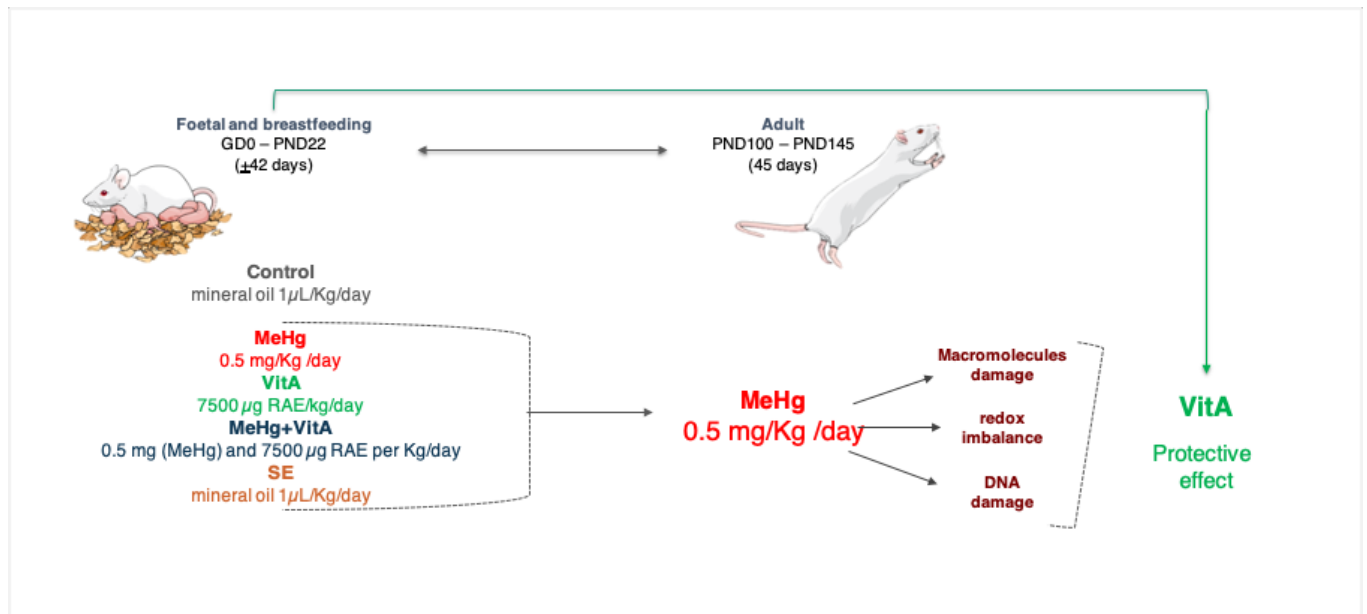 Foetal and breastfeeding
GD0 – PND22
(±42 days)
Adult
PND100 – PND145
(45 days)
Control
mineral oil 1µL/Kg/day
MeHg
0.5 mg/Kg /day
VitA
7500 µg RAE/kg/day
MeHg+VitA
0.5 mg (MeHg) and 7500 µg RAE per Kg/day
SE
mineral oil 1µL/Kg/day
MeHg
0.5 mg/Kg /day
Macromolecules
damage
redox
imbalance
DNA
damage
VitA
Protective
effect